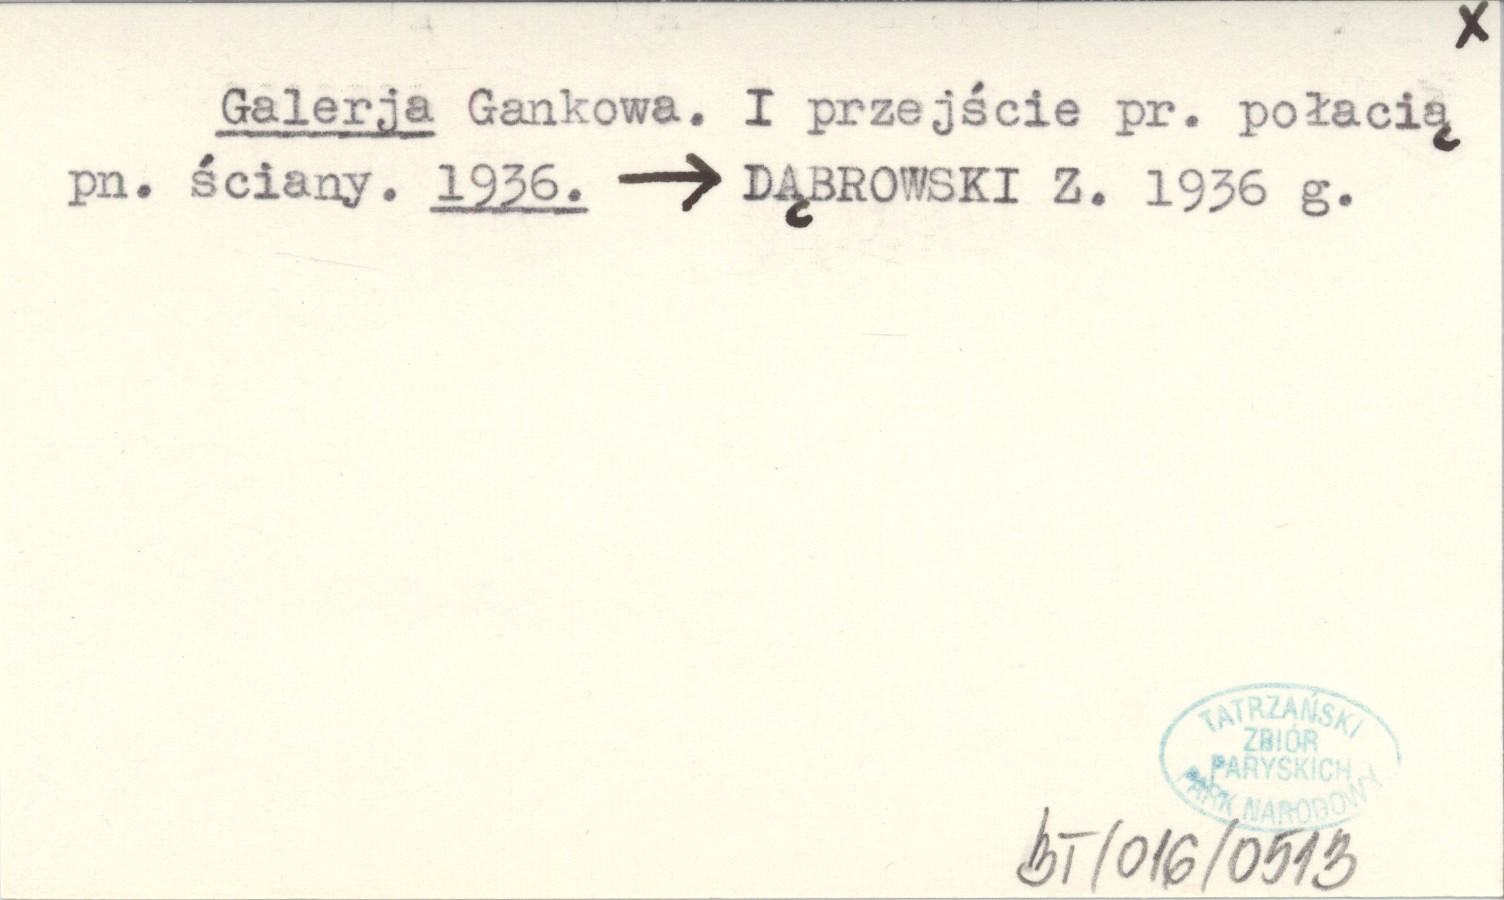 X
Galerja Gankowa. I przejście pr. połacią
pn. ściany. 1936. → DĄBROWSKI Z. 1936 g.
TATRZAŃSKI
ZBIÓR
PARYSKICH
PARK NARODOWY
BT/016/0513